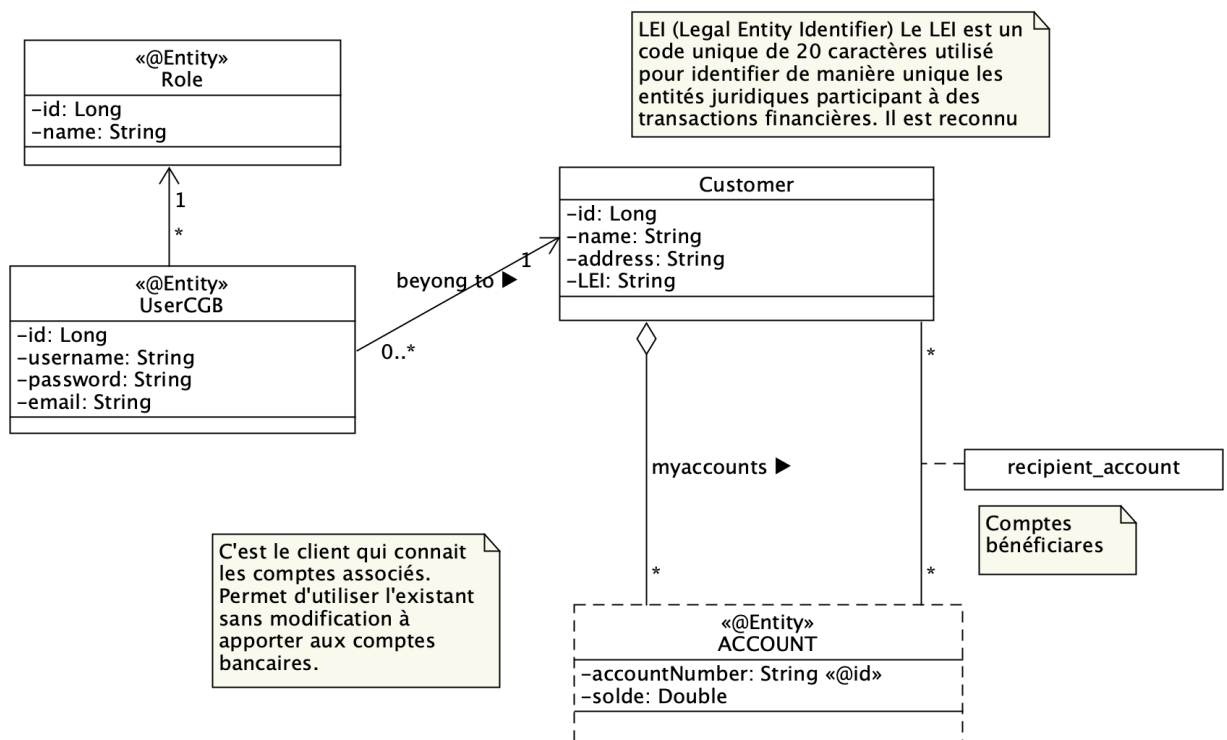 LEI (Legal Entity Identifier) Le LEI est un
code unique de 20 caractères utilisé
pour identifier de manière unique les
entités juridiques participant à des
transactions financières. Il est reconnu
«@Entity»
Role
-id: Long
-name: String
1
*
«@Entity»
UserCGB
-id: Long
-username: String
-password: String
-email: String
beyong to ▶
1
0..*
Customer
-id: Long
-name: String
-address: String
-LEI: String
*
myaccounts ▶
recipient_account
Comptes
bénéficiares
C'est le client qui connait
les comptes associés.
Permet d'utiliser l'existant
sans modification à
apporter aux comptes
bancaires.
*
*
«@Entity»
ACCOUNT
-accountNumber: String «@id»
-solde: Double